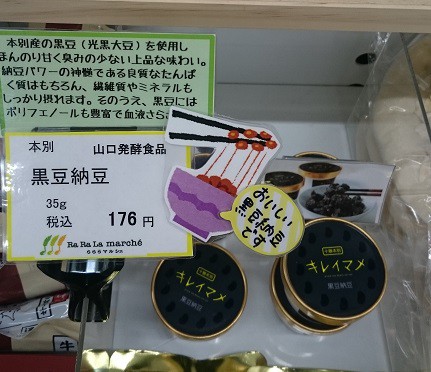 本別産の黒豆（光黒大豆）を使用し
ほんのり甘く臭みの少ない上品な味わい。
納豆パワーの神髄である良質なたんぱ
く質はもちろん、繊維質やミネラルも
しっかり摂れます。そのうえ、黒豆には
ポリフェノールも豊富で血液さら
本別 山口発酵食品
黒豆納豆
35g
税込 176円
RaRaLa marché
らららマルシェ
おいしい
黒豆納豆
です
十勝本別
キレイマメ
黒豆納豆
十勝本別
キレイマメ
黒豆納豆
牛